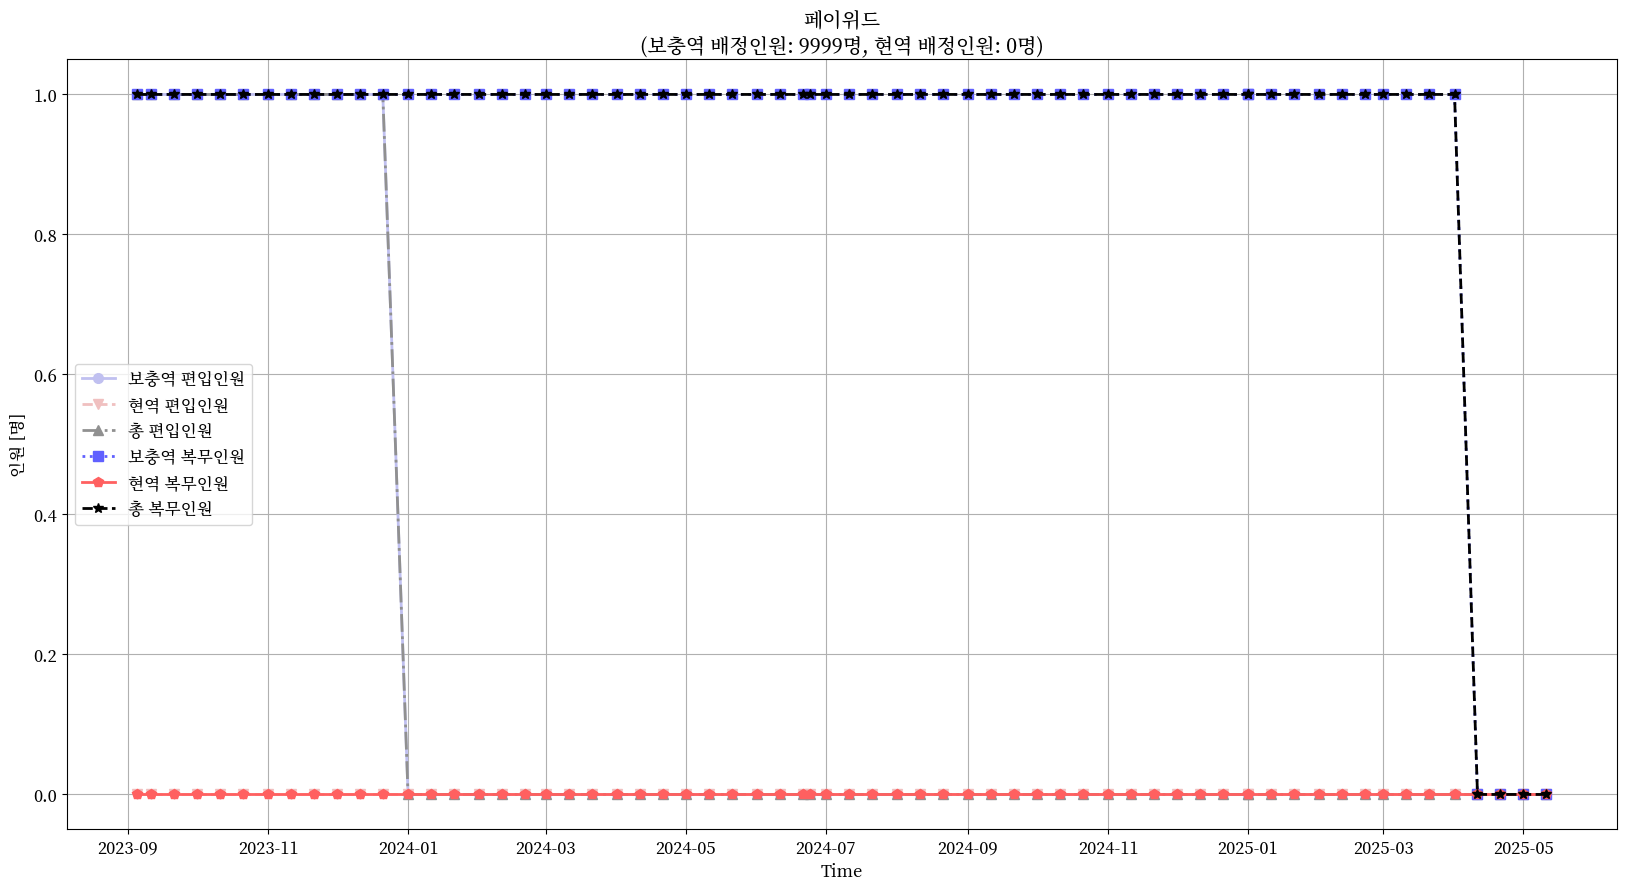 페이위드
(보충역 배정인원: 9999명, 현역 배정인원: 0명)
1.0
0.8
0.6
0.4
0.2
0.0
인원 [명]
보충역 편입인원
현역 편입인원
총 편입인원
보충역 복무인원
현역 복무인원
총 복무인원
2023-09 2023-11 2024-01 2024-03 2024-05 2024-07 2024-09 2024-11 2025-01 2025-03 2025-05
Time